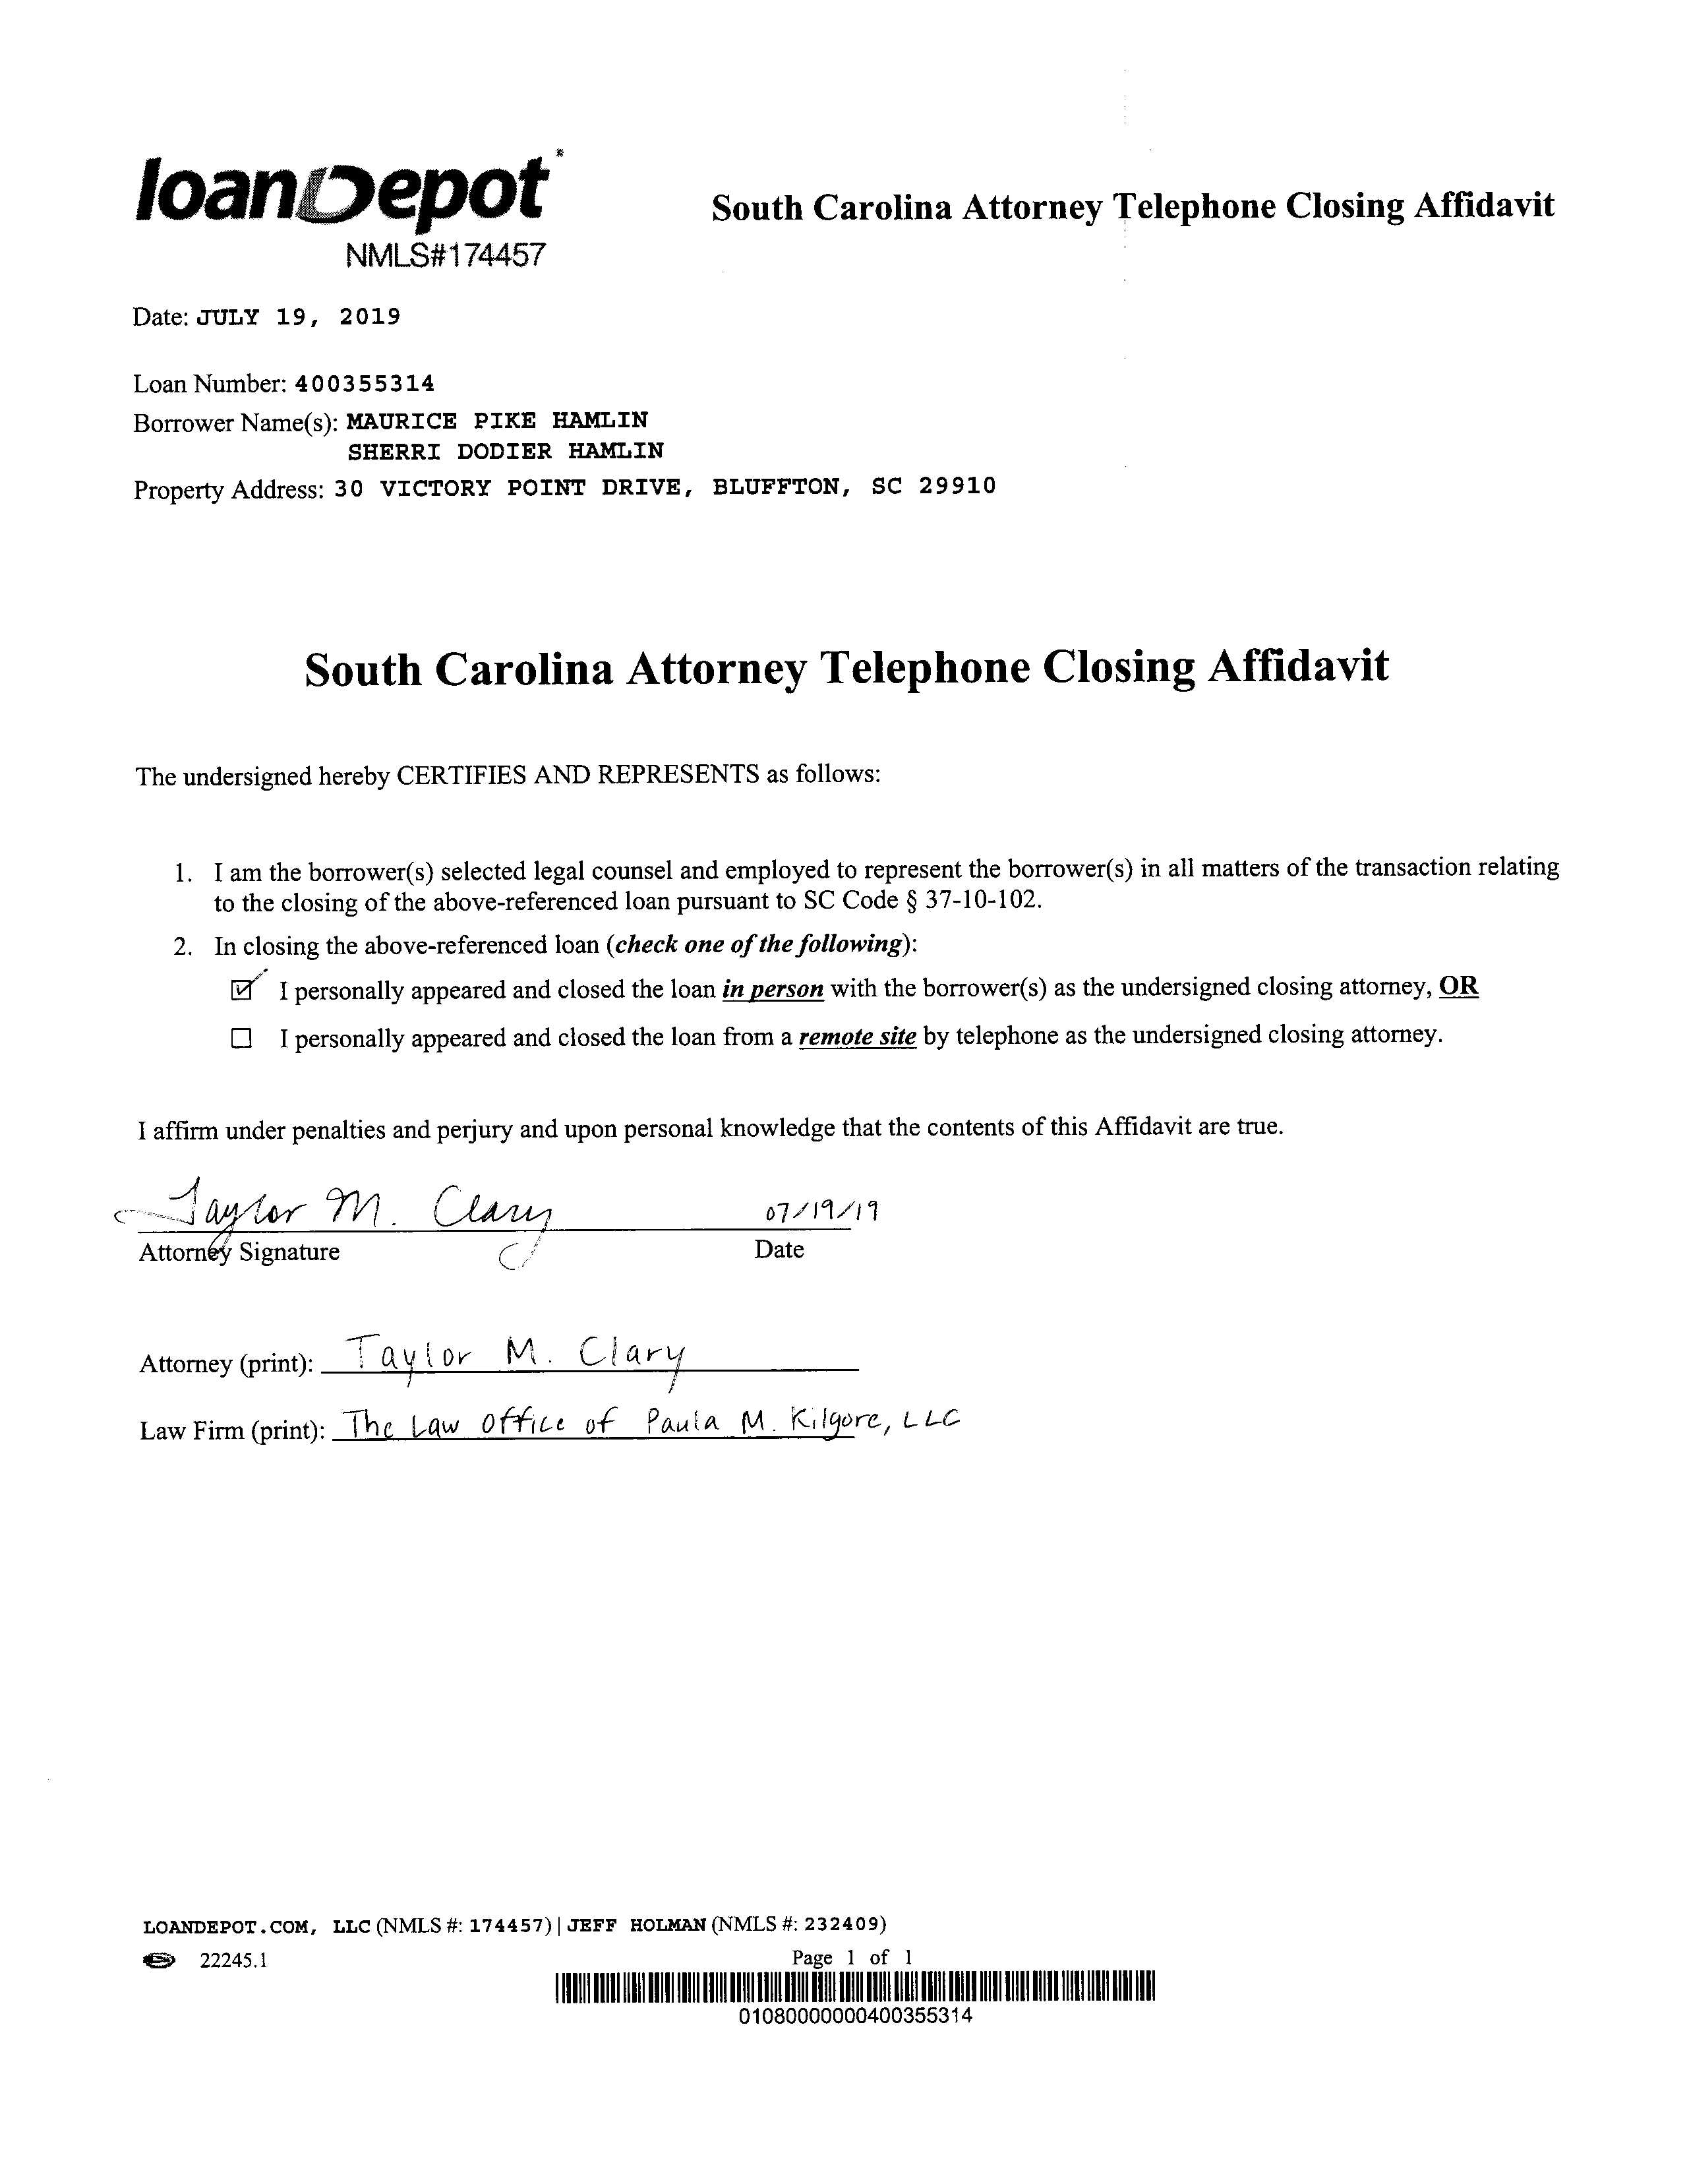 loanDepot
NMLS#174457
South Carolina Attorney Telephone Closing Affidavit
Date: JULY 19, 2019
Loan Number: 400355314
Borrower Name(s): MAURICE PIKE HAMLIN
SHERRI DODIER HAMLIN
Property Address: 30 VICTORY POINT DRIVE, BLUFFTON, SC 29910
South Carolina Attorney Telephone Closing Affidavit
The undersigned hereby CERTIFIES AND REPRESENTS as follows:
1. I am the borrower(s) selected legal counsel and employed to represent the borrower(s) in all matters of the transaction relating
to the closing of the above-referenced loan pursuant to SC Code § 37-10-102.
2. In closing the above-referenced loan (check one of the following):
☑ I personally appeared and closed the loan in person with the borrower(s) as the undersigned closing attorney, OR
☐ I personally appeared and closed the loan from a remote site by telephone as the undersigned closing attorney.
I affirm under penalties and perjury and upon personal knowledge that the contents of this Affidavit are true.
Taylor M. Clary 07/19/19
Attorney Signature Date
Attorney (print): Taylor M. Clary
Law Firm (print): The Law Office of Paula M. Kilgore, LLC
LOANDEPOT.COM, LLC (NMLS #: 174457) | JEFF HOLMAN (NMLS #: 232409)
22245.1 Page 1 of 1
01080000000400355314